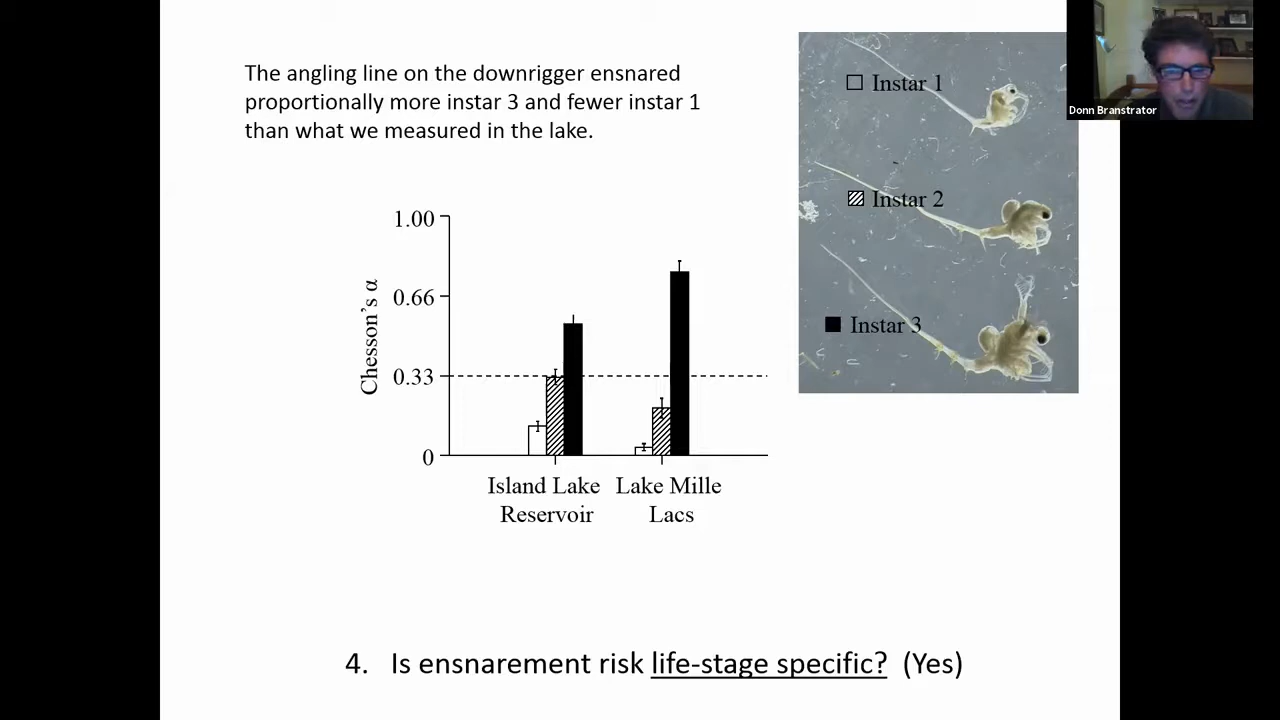 The angling line on the downrigger ensnared
proportionally more instar 3 and fewer instar 1
than what we measured in the lake.
Instar 1
Instar 2
Instar 3
Donn Branstrator
Chesson's α
1.00
0.66
0.33
0
Island Lake
Reservoir
Lake Mille
Lacs
4. Is ensnarement risk life-stage specific? (Yes)